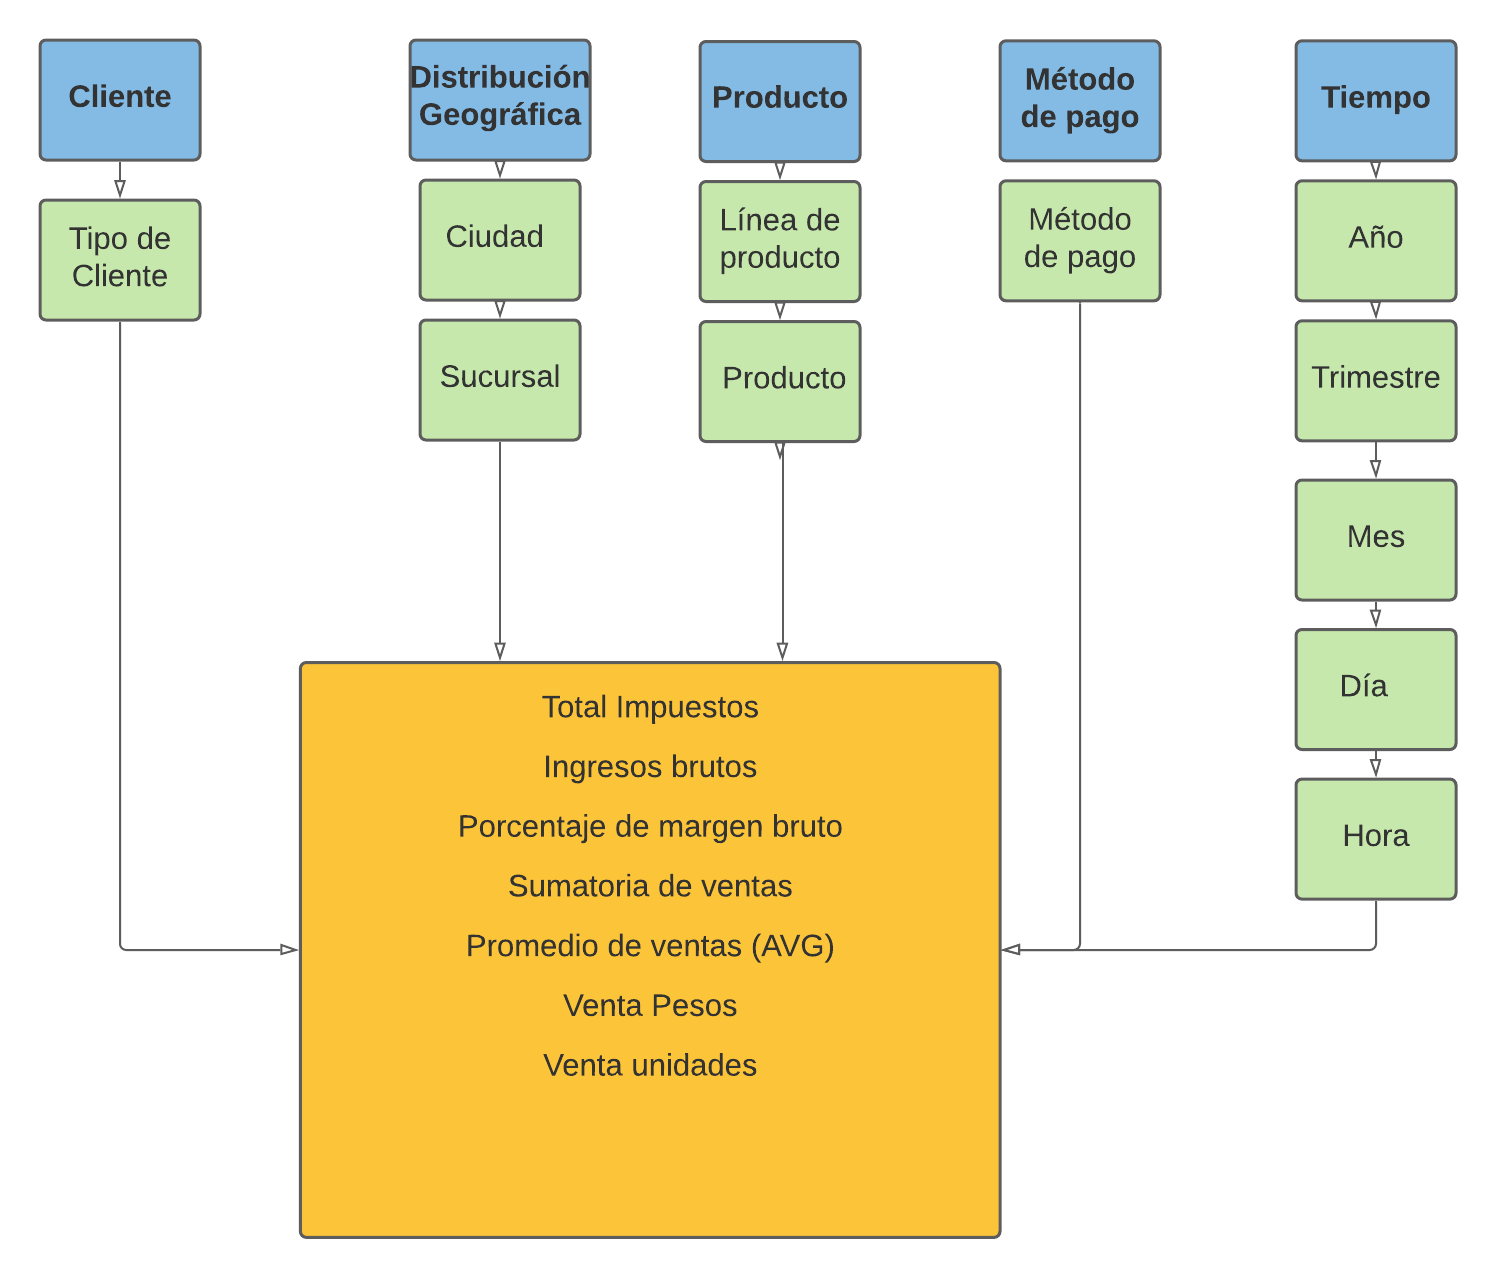 Cliente
Distribución
Geográfica
Producto
Método
de pago
Tiempo
Tipo de
Cliente
Ciudad
Línea de
producto
Método
de pago
Año
Sucursal
Producto
Trimestre
Mes
Día
Hora
Total Impuestos
Ingresos brutos
Porcentaje de margen bruto
Sumatoria de ventas
Promedio de ventas (AVG)
Venta Pesos
Venta unidades